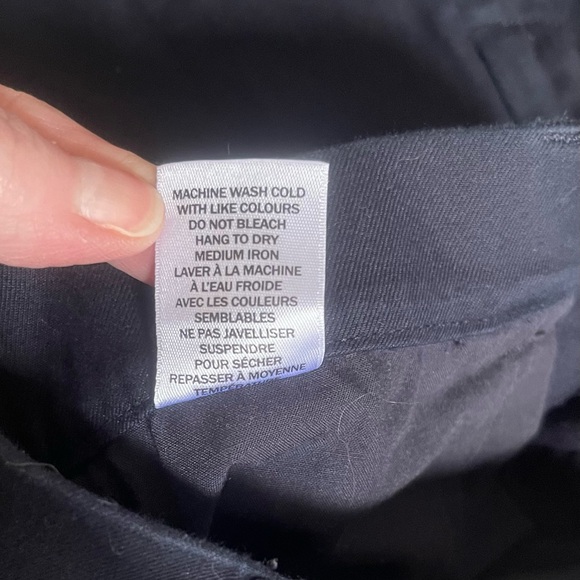 MACHINE WASH COLD
WITH LIKE COLOURS
DO NOT BLEACH
HANG TO DRY
MEDIUM IRON
LAVER À LA MACHINE
À L'EAU FROIDE
AVEC LES COULEURS
SEMBLABLES
NE PAS JAVELLISER
SUSPENDRE
POUR SÉCHER
REPASSER À MOYENNE